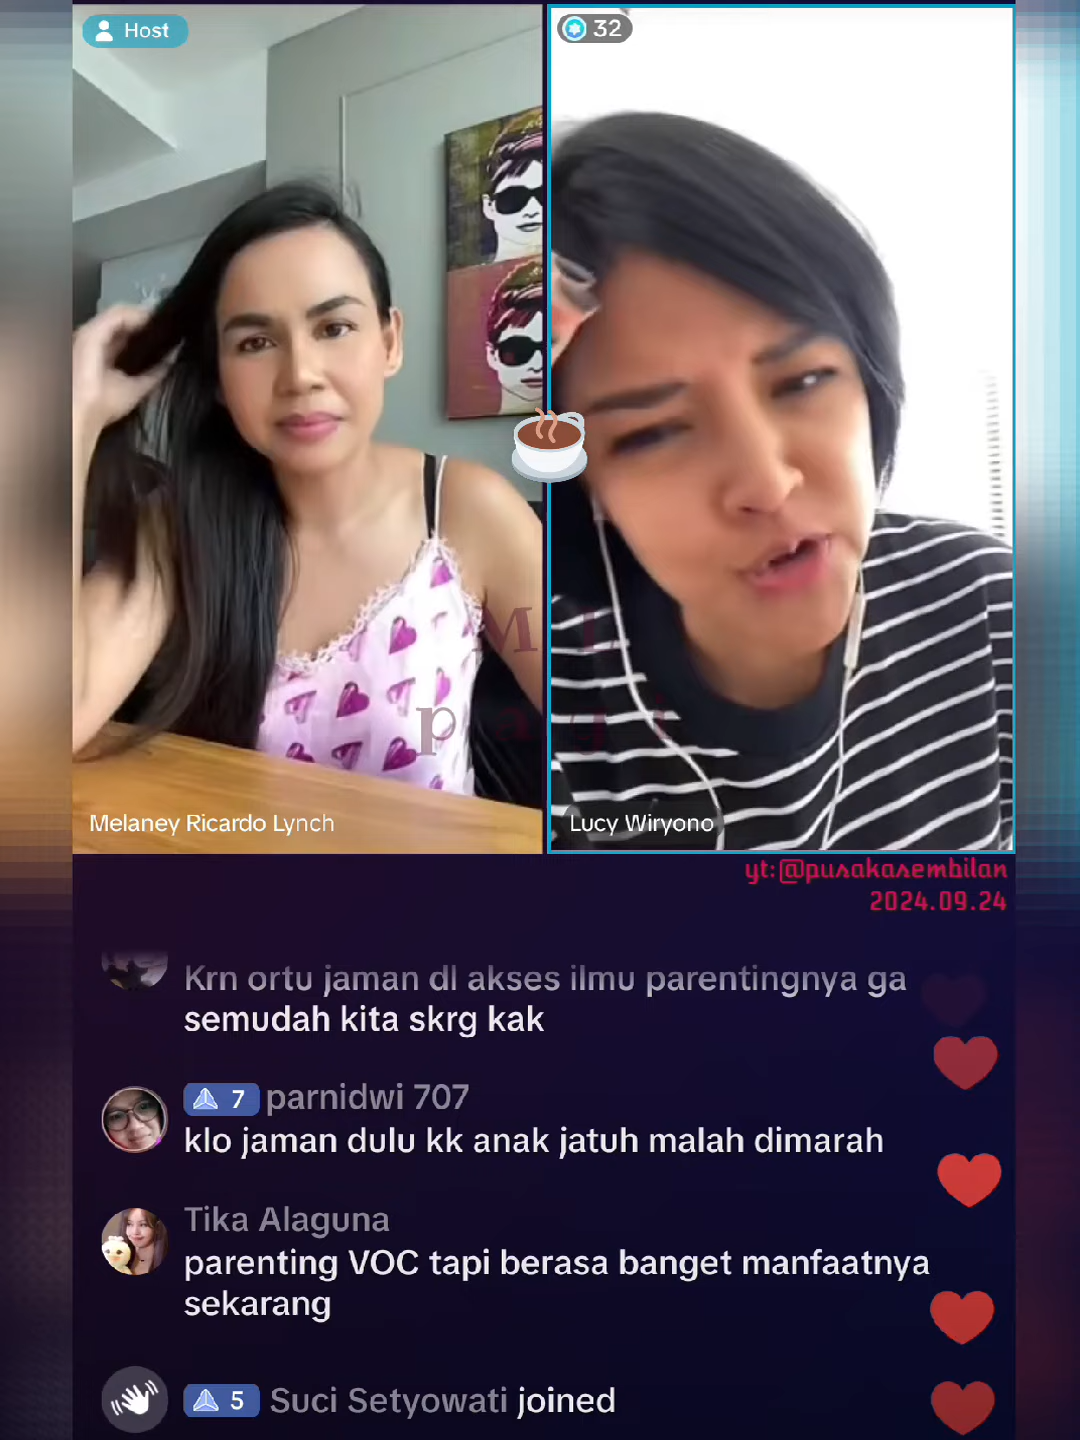 Host
32
M L
pagi
Melaney Ricardo Lynch
Lucy Wiryono
yt:@pusakasembilan
2024.09.24
Krn ortu jaman dl akses ilmu parentingnya ga
semudah kita skrg kak
7 parnidwi 707
klo jaman dulu kk anak jatuh malah dimarah
Tika Alaguna
parenting VOC tapi berasa banget manfaatnya
sekarang
5 Suci Setyowati joined